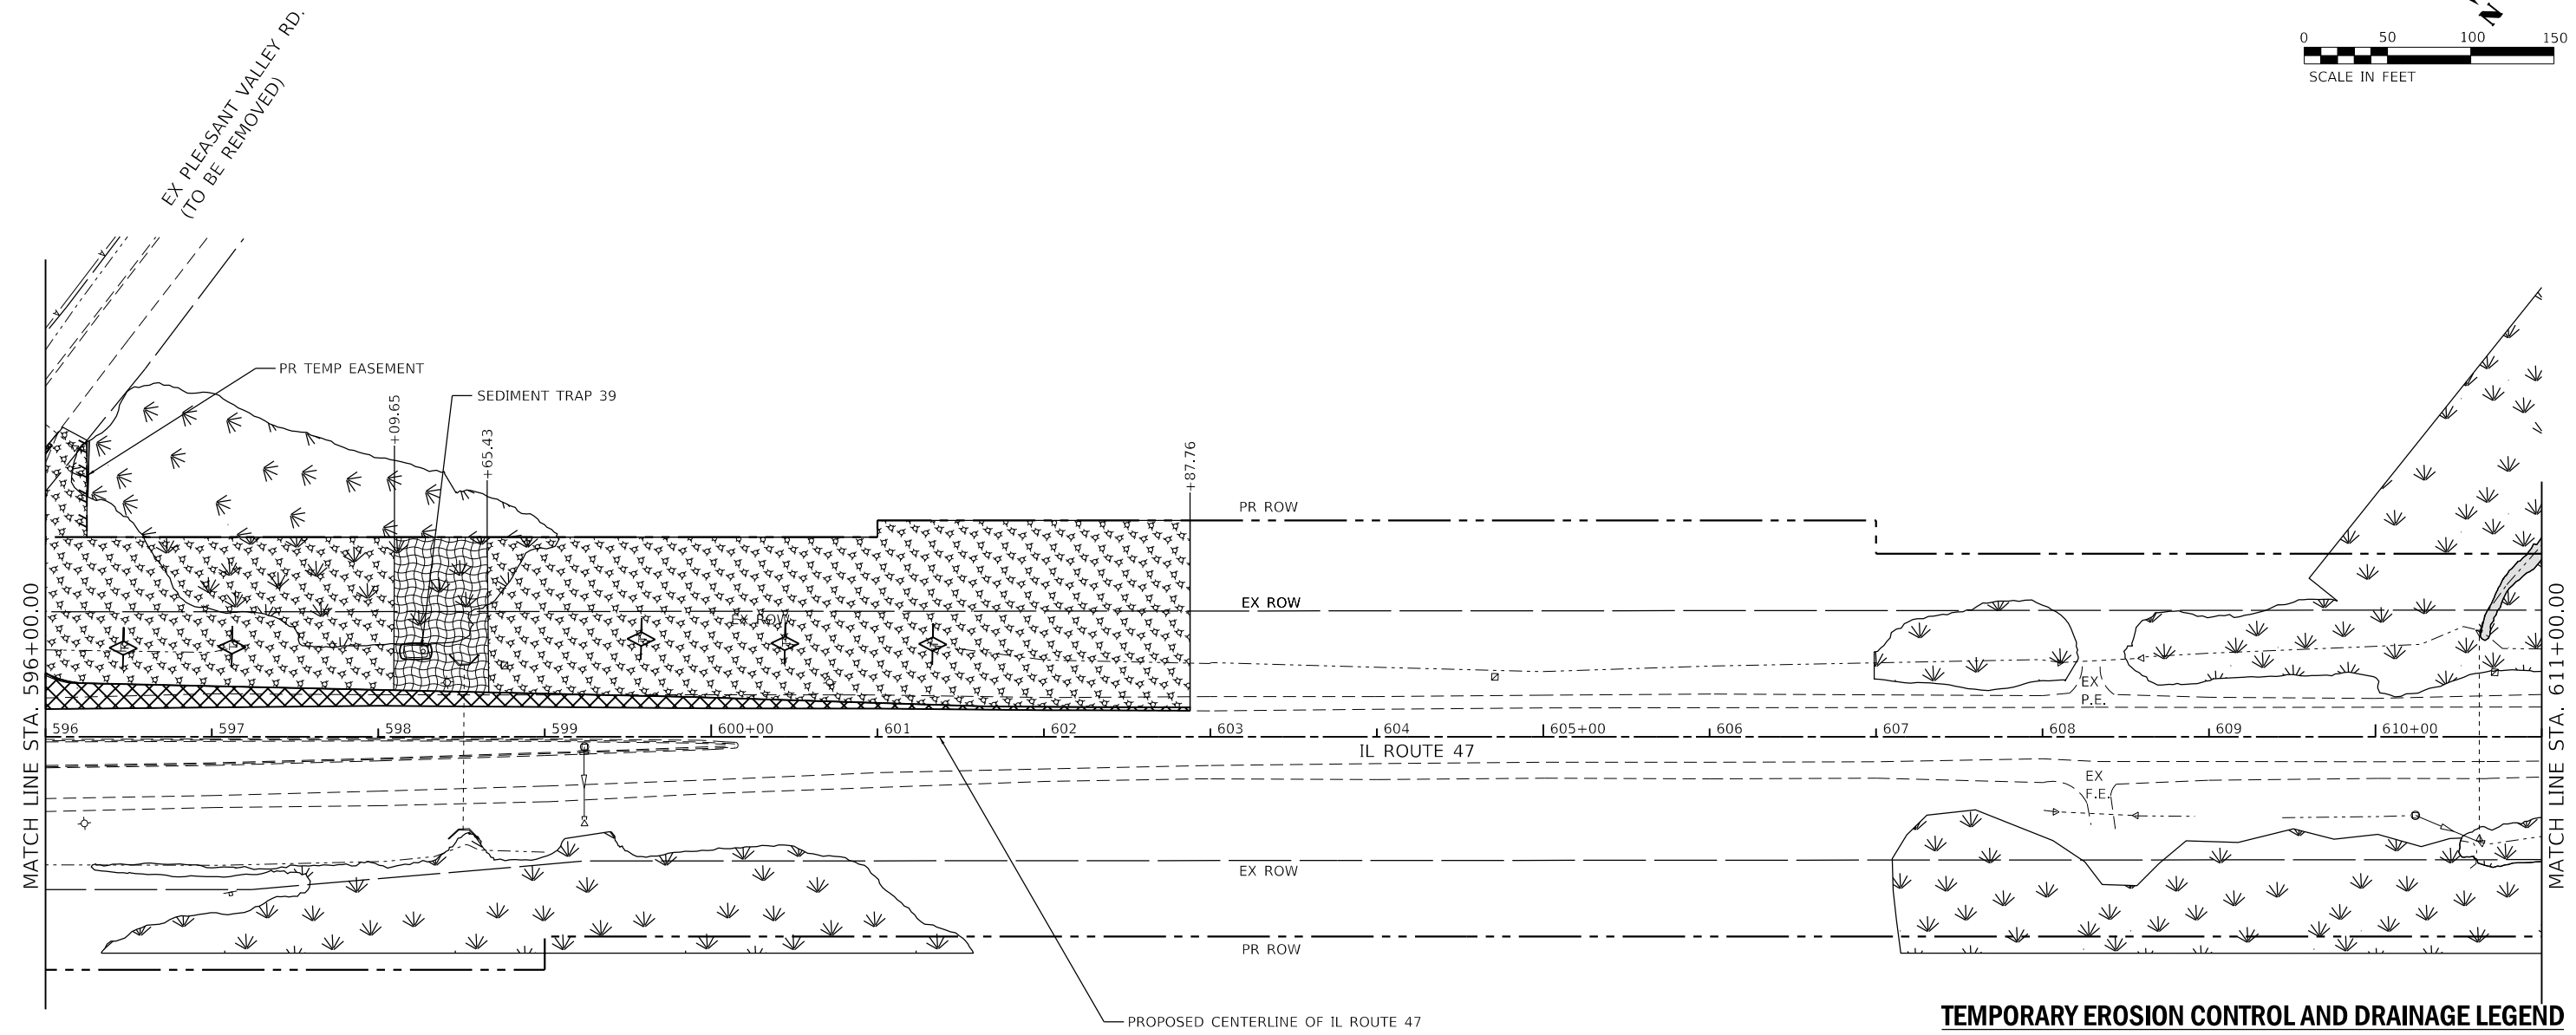 N
0 50 100 150
SCALE IN FEET
EX PLEASANT VALLEY RD.
(TO BE REMOVED)
PR TEMP EASEMENT
SEDIMENT TRAP 39
+09.65
+65.43
+87.76
PR ROW
EX ROW
EX ROW
EX
P.E.
MATCH LINE STA. 596+00.00
MATCH LINE STA. 611+00.00
596 597 598 599 600+00 601 602 603 604 605+00 606 607 608 609 610+00
IL ROUTE 47
EX
F.E.
EX ROW
PR ROW
PROPOSED CENTERLINE OF IL ROUTE 47
TEMPORARY EROSION CONTROL AND DRAINAGE LEGEND